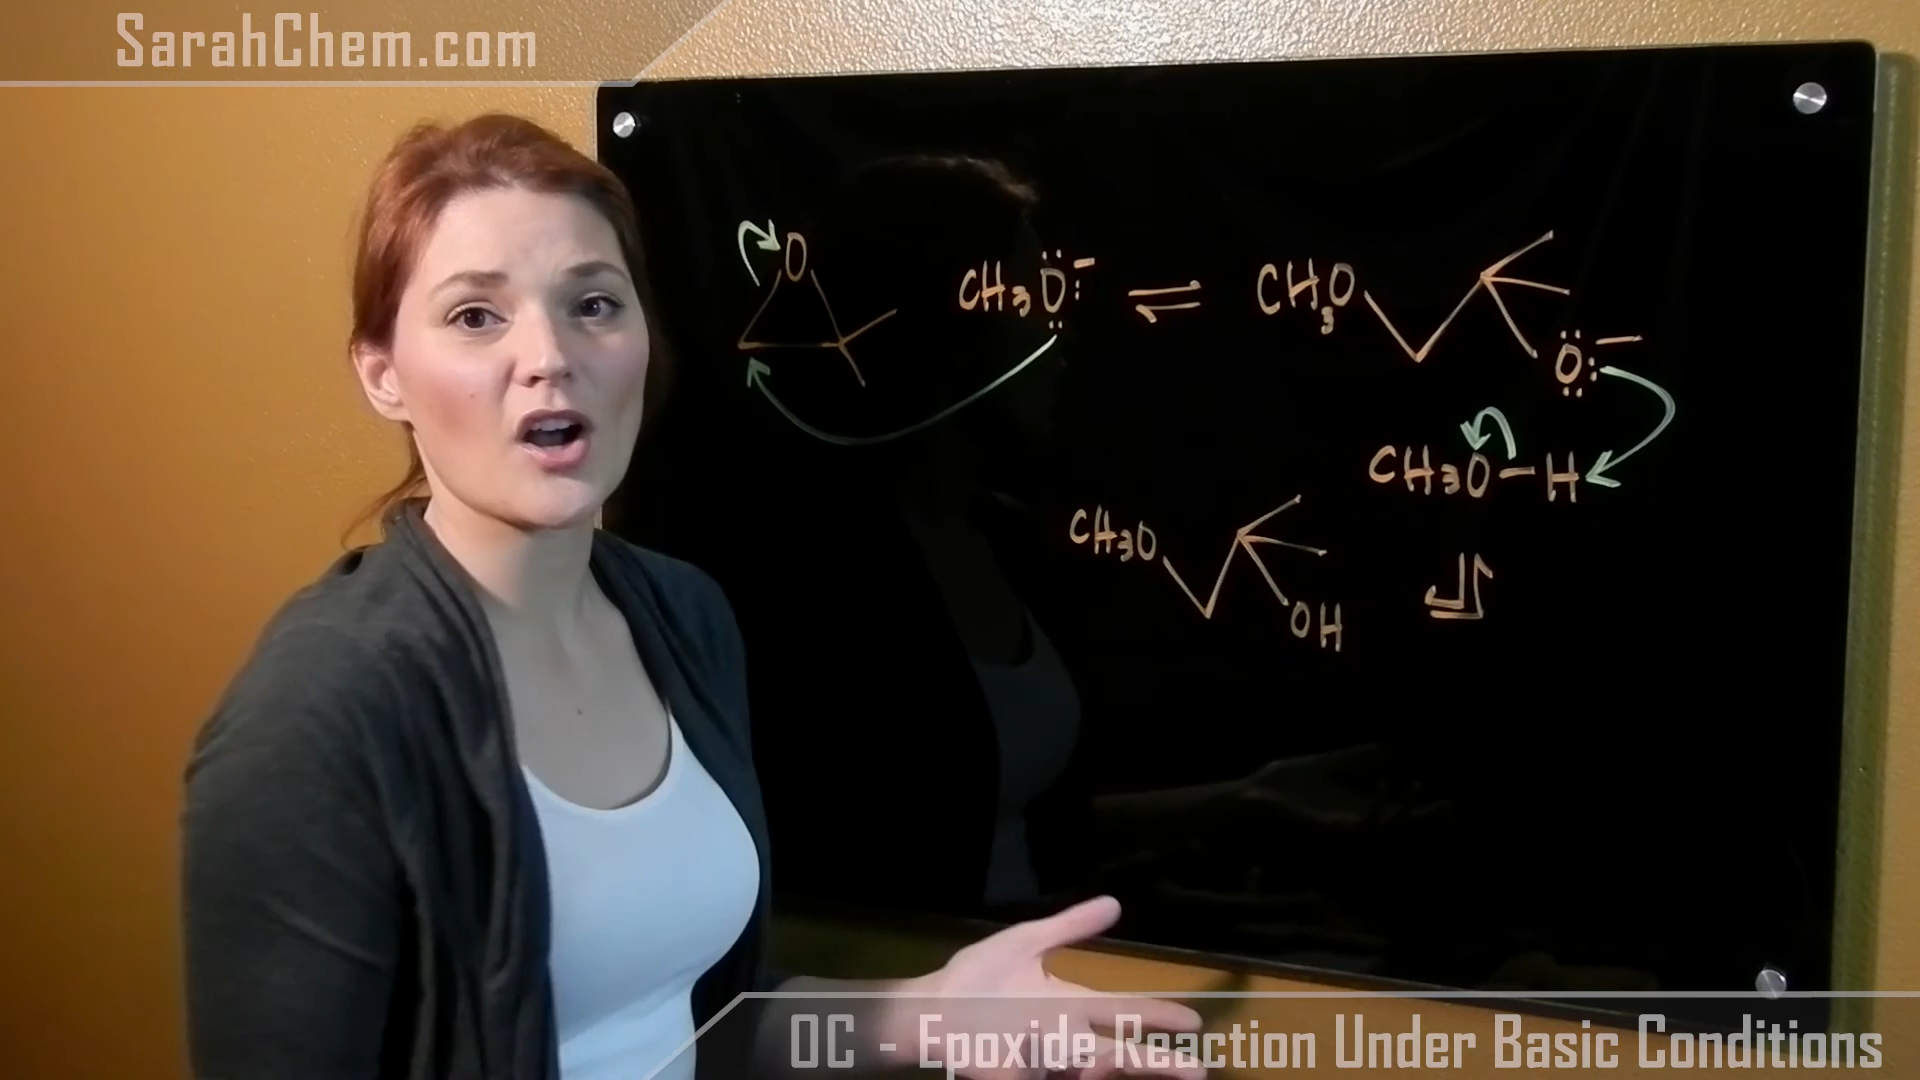 SarahChem.com
O CH3O:− ⇌ CH3O O:−
CH3O−H
CH3O OH
OC - Epoxide Reaction Under Basic Conditions